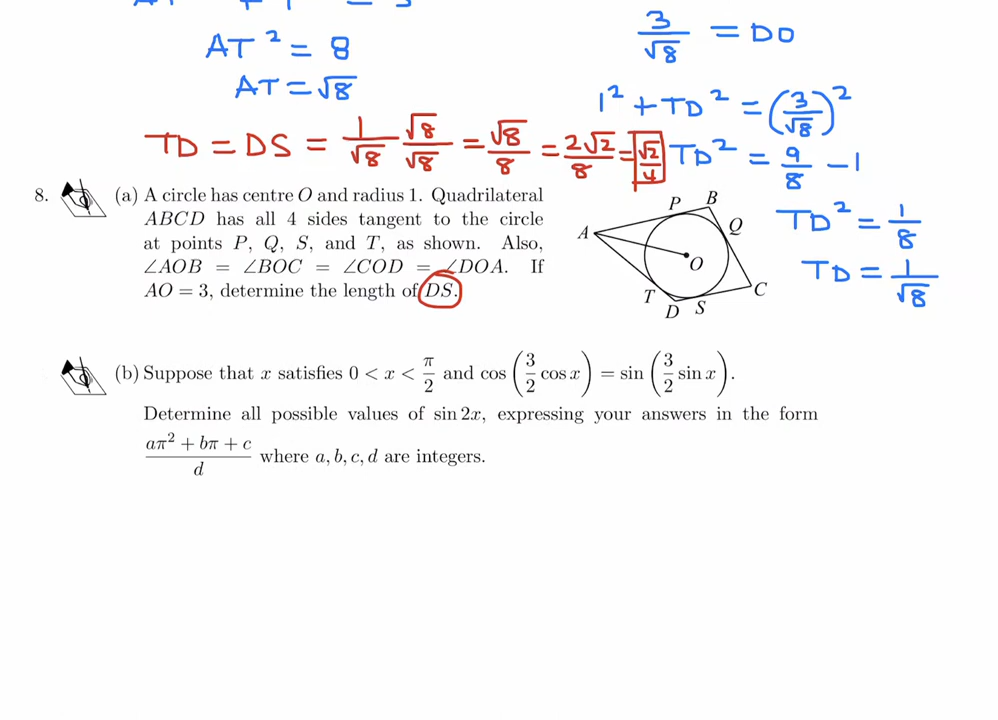 AT² = 8
3/√8 = DO
AT = √8
1² + TD² = (3/√8)²
TD = DS = 1/√8 √8/√8 = √8/8 = 2√2/8 = √2/4
TD² = 9/8 − 1
TD² = 1/8
TD = 1/√8
8. (a) A circle has centre O and radius 1. Quadrilateral
ABCD has all 4 sides tangent to the circle
at points P, Q, S, and T, as shown. Also,
∠AOB = ∠BOC = ∠COD = ∠DOA. If
AO = 3, determine the length of DS.
P B
Q
A
O
T
D S
C
(b) Suppose that x satisfies 0 < x < π/2 and cos(3/2 cos x) = sin(3/2 sin x).
Determine all possible values of sin 2x, expressing your answers in the form
(aπ² + bπ + c)/d where a, b, c, d are integers.